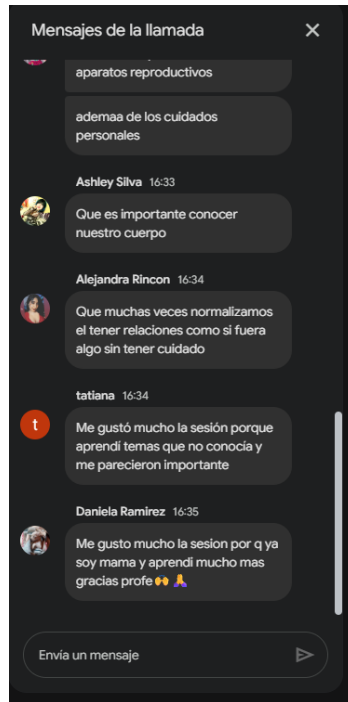 Mensajes de la llamada
aparatos reproductivos
ademaa de los cuidados
personales
Ashley Silva 16:33
Que es importante conocer
nuestro cuerpo
Alejandra Rincon 16:34
Que muchas veces normalizamos
el tener relaciones como si fuera
algo sin tener cuidado
tatiana 16:34
t
Me gustó mucho la sesión porque
aprendí temas que no conocía y
me parecieron importante
Daniela Ramirez 16:35
Me gusto mucho la sesion por q ya
soy mama y aprendi mucho mas
gracias profe 🙌 🙏
Envía un mensaje